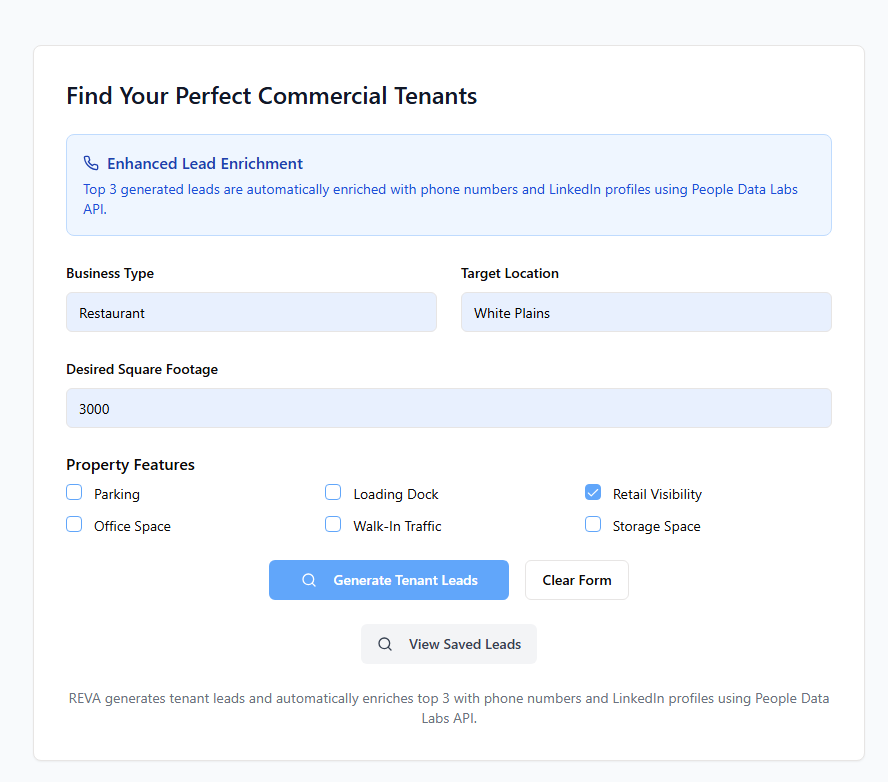 Find Your Perfect Commercial Tenants
Enhanced Lead Enrichment
Top 3 generated leads are automatically enriched with phone numbers and LinkedIn profiles using People Data Labs
API.
Business Type
Target Location
Restaurant
White Plains
Desired Square Footage
3000
Property Features
Parking
Loading Dock
Retail Visibility
Office Space
Walk-In Traffic
Storage Space
Generate Tenant Leads
Clear Form
View Saved Leads
REVA generates tenant leads and automatically enriches top 3 with phone numbers and LinkedIn profiles using People Data
Labs API.